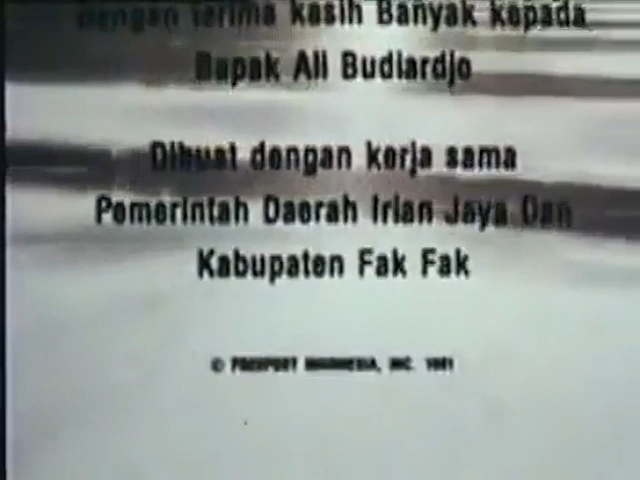 Dengan terima kasih Banyak kepada
Bapak Ali Budiardjo
Dibuat dengan kerja sama
Pemerintah Daerah Irian Jaya Dan
Kabupaten Fak Fak
© FREEPORT INDONESIA, INC. 1981